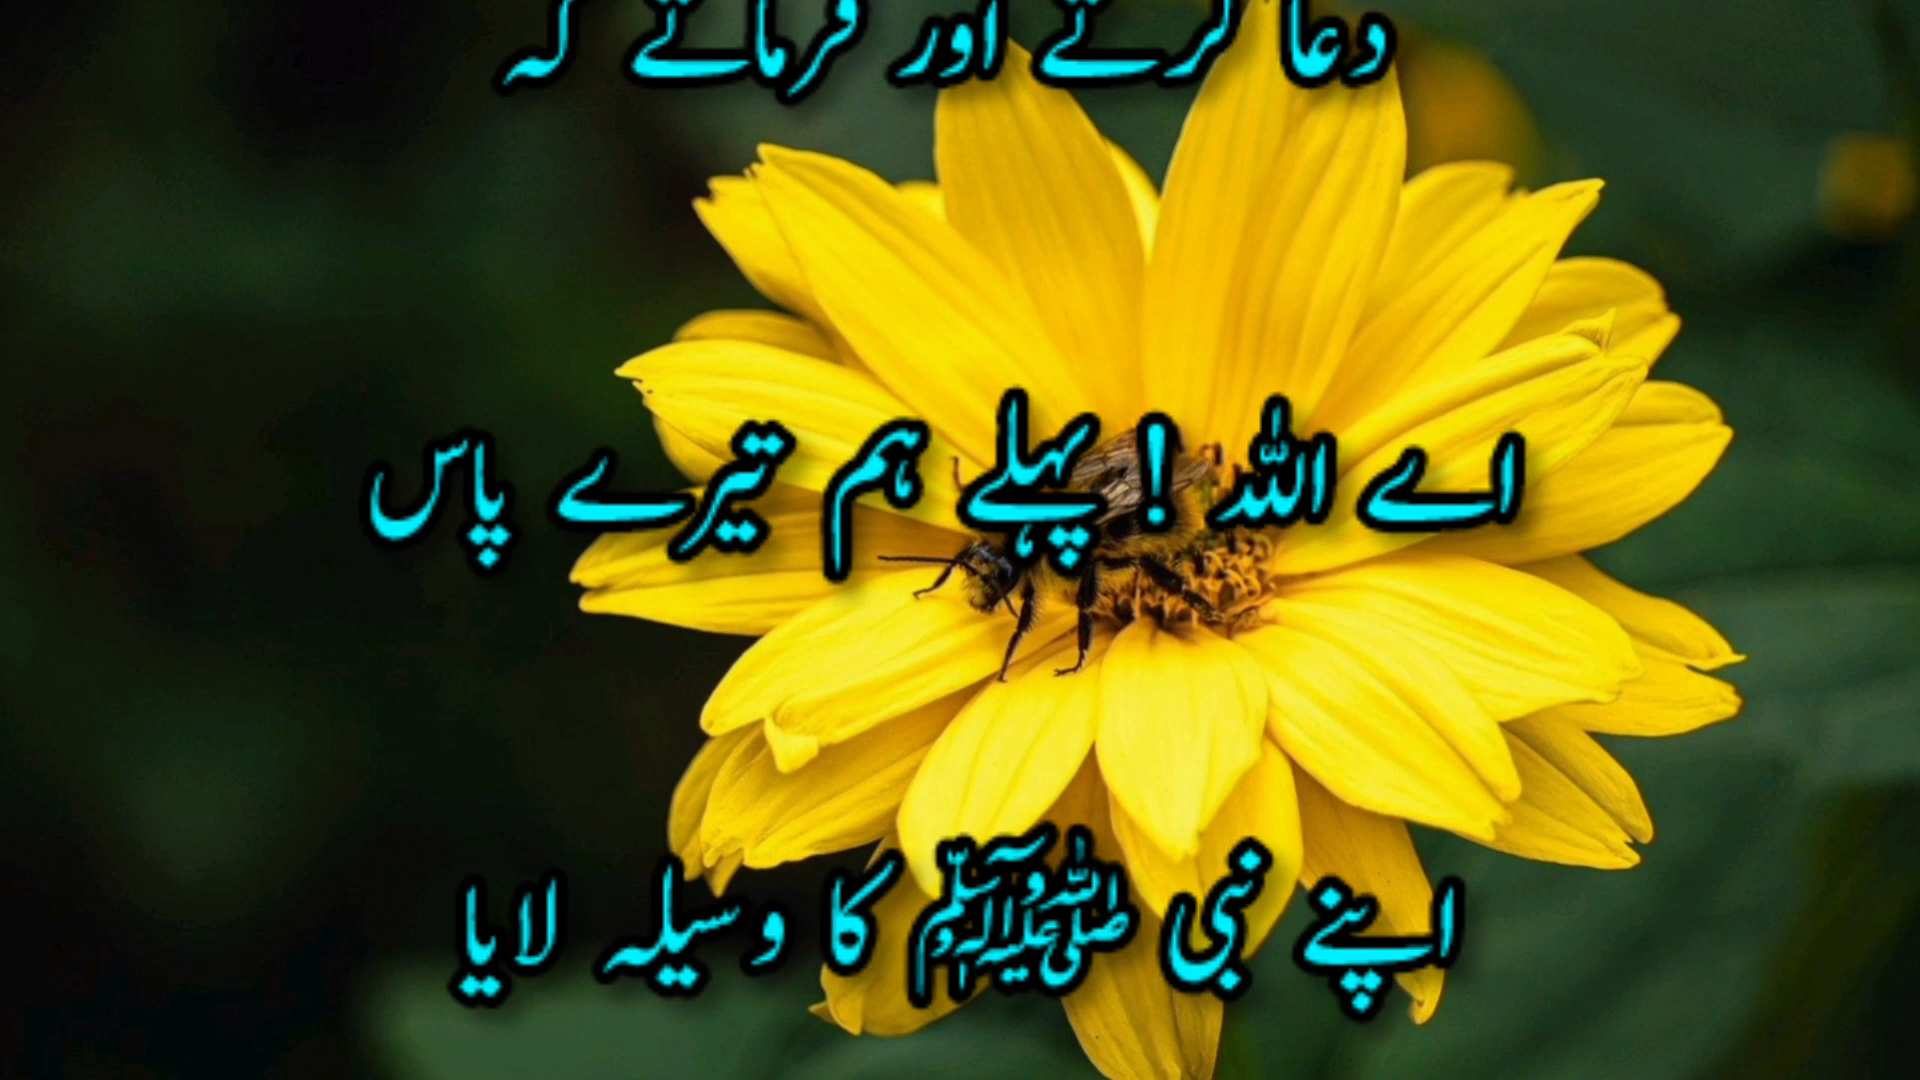 دعا کرتے اور فرماتے کہ
اے اللہ ! پہلے ہم تیرے پاس
اپنے نبی صلی اللہ علیہ وآلہ وسلم کا وسیلہ لایا